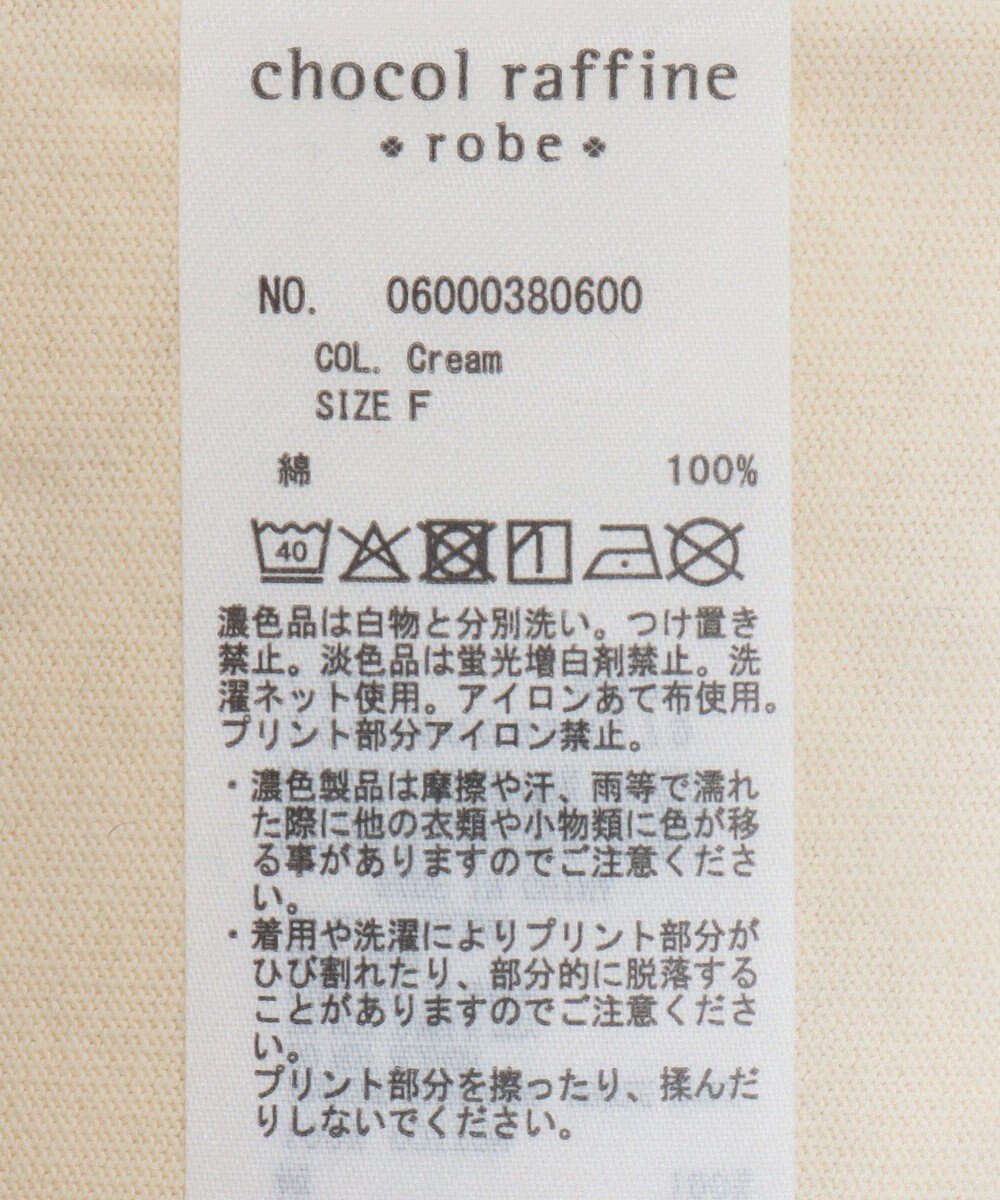 chocol raffine
robe
NO. 06000380600
COL. Cream
SIZE F
綿 100%
40
濃色品は白物と分別洗い。つけ置き
禁止。淡色品は蛍光増白剤禁止。洗
濯ネット使用。アイロンあて布使用。
プリント部分アイロン禁止。
・濃色製品は摩擦や汗、雨等で濡れ
た際に他の衣類や小物類に色が移
る事がありますのでご注意くださ
い。
・着用や洗濯によりプリント部分が
ひび割れたり、部分的に脱落する
ことがありますのでご注意くださ
い。
プリント部分を擦ったり、揉んだ
りしないでください。